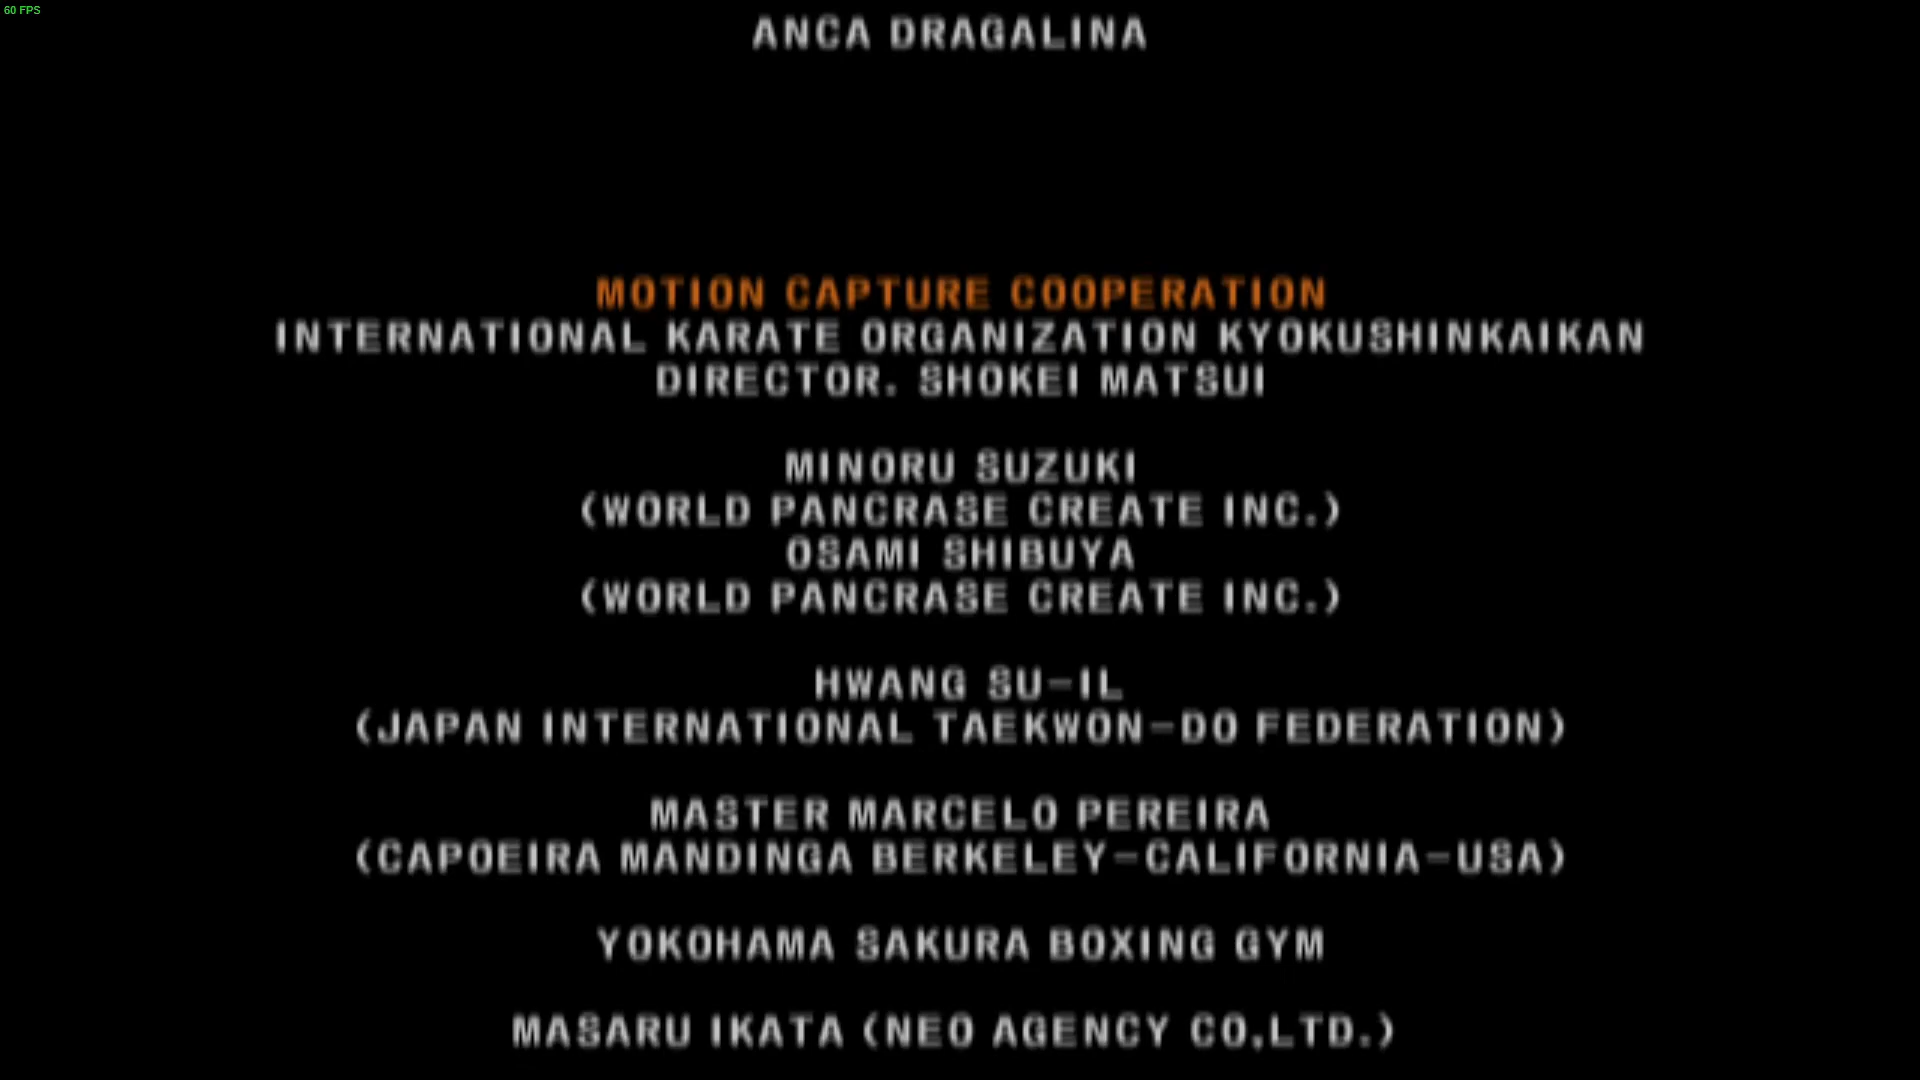 60 FPS
ANCA DRAGALINA
MOTION CAPTURE COOPERATION
INTERNATIONAL KARATE ORGANIZATION KYOKUSHINKAIKAN
DIRECTOR. SHOKEI MATSUI
MINORU SUZUKI
(WORLD PANCRASE CREATE INC.)
OSAMI SHIBUYA
(WORLD PANCRASE CREATE INC.)
HWANG SU-IL
(JAPAN INTERNATIONAL TAEKWON-DO FEDERATION)
MASTER MARCELO PEREIRA
(CAPOEIRA MANDINGA BERKELEY-CALIFORNIA-USA)
YOKOHAMA SAKURA BOXING GYM
MASARU IKATA (NEO AGENCY CO,LTD.)